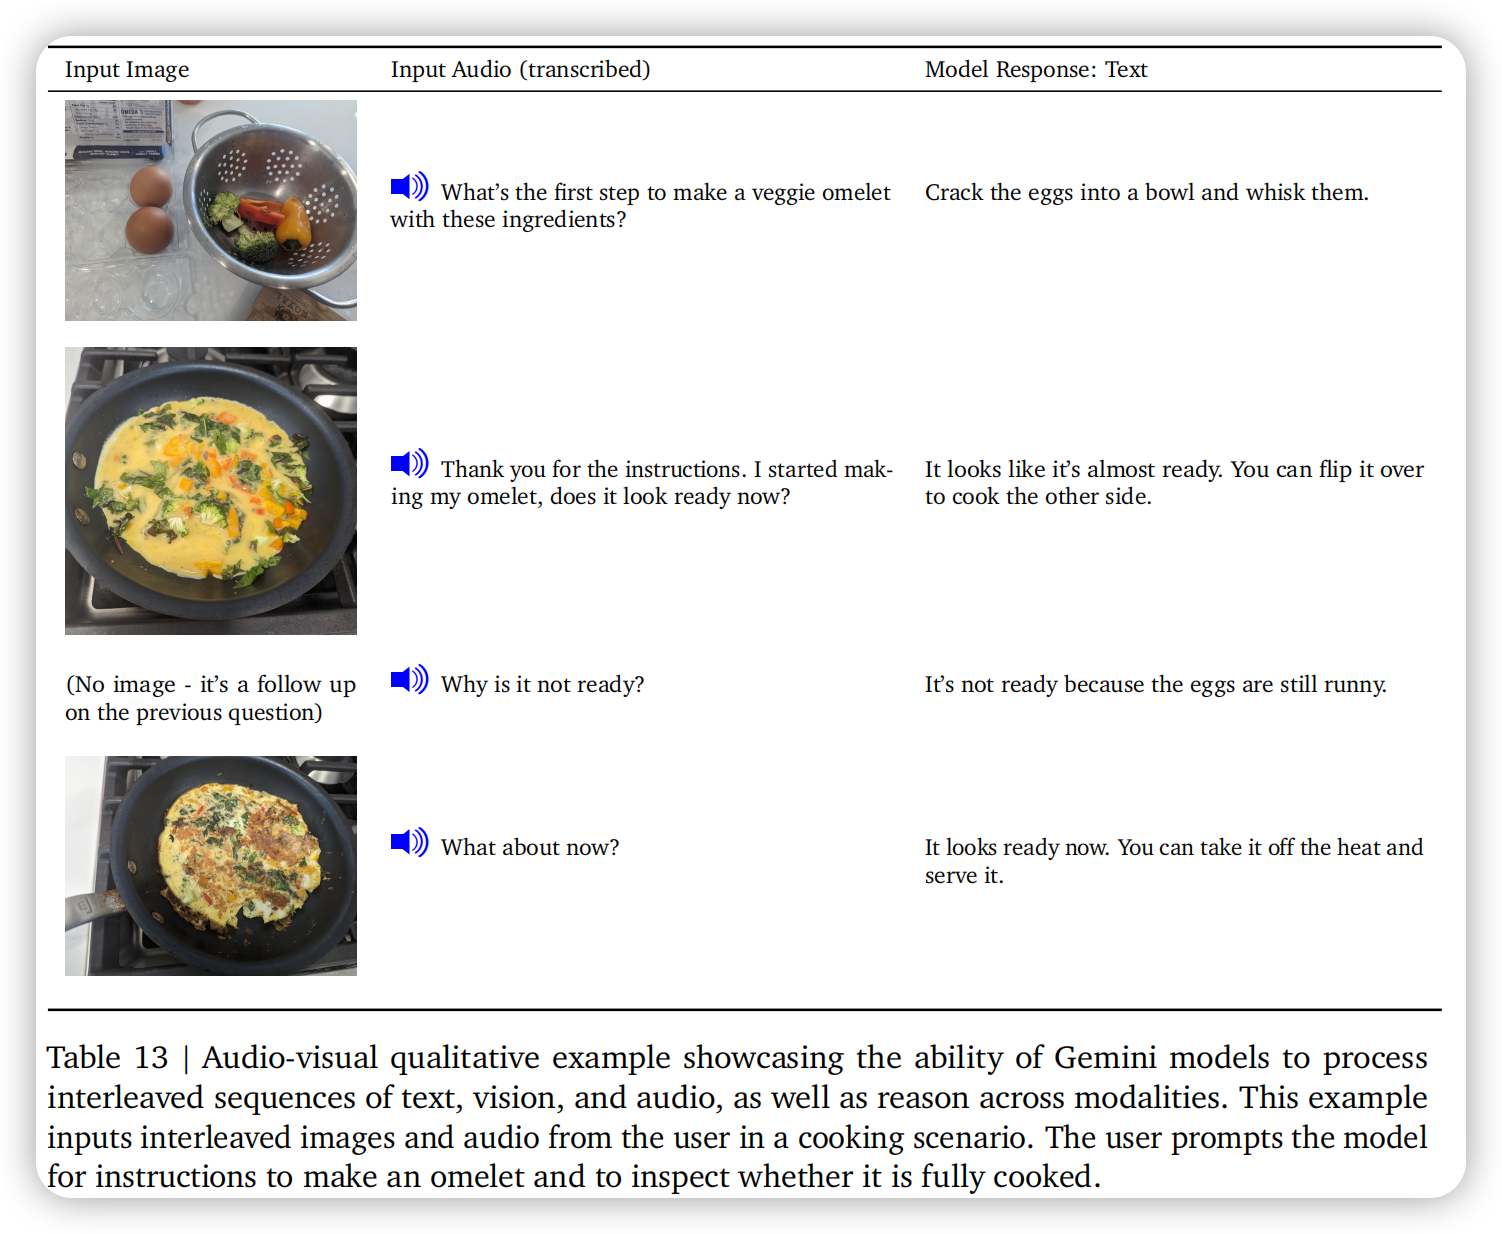 Input Image
Input Audio (transcribed)
Model Response: Text
OMEGA 3
What's the first step to make a veggie omelet
with these ingredients?
Crack the eggs into a bowl and whisk them.
Thank you for the instructions. I started mak-
ing my omelet, does it look ready now?
It looks like it's almost ready. You can flip it over
to cook the other side.
(No image - it's a follow up
on the previous question)
Why is it not ready?
It's not ready because the eggs are still runny.
What about now?
It looks ready now. You can take it off the heat and
serve it.
Table 13 | Audio-visual qualitative example showcasing the ability of Gemini models to process
interleaved sequences of text, vision, and audio, as well as reason across modalities. This example
inputs interleaved images and audio from the user in a cooking scenario. The user prompts the model
for instructions to make an omelet and to inspect whether it is fully cooked.